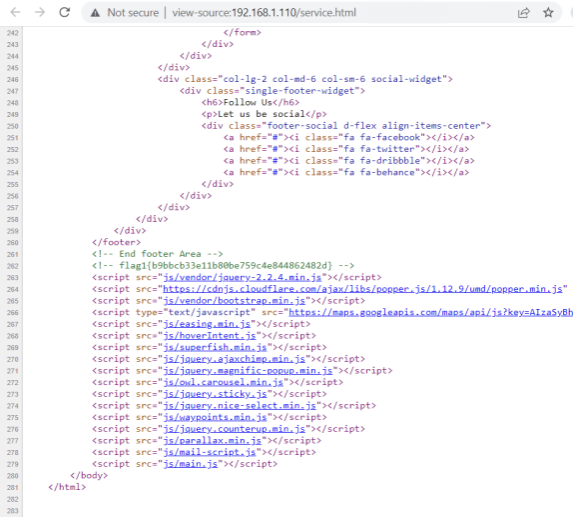 Not secure | view-source:192.168.1.110/service.html
242 </form>
243 </div>
244 </div>
245 </div>
246 <div class="col-lg-2 col-md-6 col-sm-6 social-widget">
247 <div class="single-footer-widget">
248 <h6>Follow Us</h6>
249 <p>Let us be social</p>
250 <div class="footer-social d-flex align-items-center">
251 <a href="#"><i class="fa fa-facebook"></i></a>
252 <a href="#"><i class="fa fa-twitter"></i></a>
253 <a href="#"><i class="fa fa-dribbble"></i></a>
254 <a href="#"><i class="fa fa-behance"></i></a>
255 </div>
256 </div>
257 </div>
258 </div>
259 </div>
260 </footer>
261 <!-- End footer Area -->
262 <!-- flag1{b9bbcb33e11b80be759c4e844862482d} -->
263 <script src="js/vendor/jquery-2.2.4.min.js"></script>
264 <script src="https://cdnjs.cloudflare.com/ajax/libs/popper.js/1.12.9/umd/popper.min.js"
265 <script src="js/vendor/bootstrap.min.js"></script>
266 <script type="text/javascript" src="https://maps.googleapis.com/maps/api/js?key=AIzaSyBh
267 <script src="js/easing.min.js"></script>
268 <script src="js/hoverIntent.js"></script>
269 <script src="js/superfish.min.js"></script>
270 <script src="js/jquery.ajaxchimp.min.js"></script>
271 <script src="js/jquery.magnific-popup.min.js"></script>
272 <script src="js/owl.carousel.min.js"></script>
273 <script src="js/jquery.sticky.js"></script>
274 <script src="js/jquery.nice-select.min.js"></script>
275 <script src="js/waypoints.min.js"></script>
276 <script src="js/jquery.counterup.min.js"></script>
277 <script src="js/parallax.min.js"></script>
278 <script src="js/mail-script.js"></script>
279 <script src="js/main.js"></script>
280 </body>
281 </html>
282
283